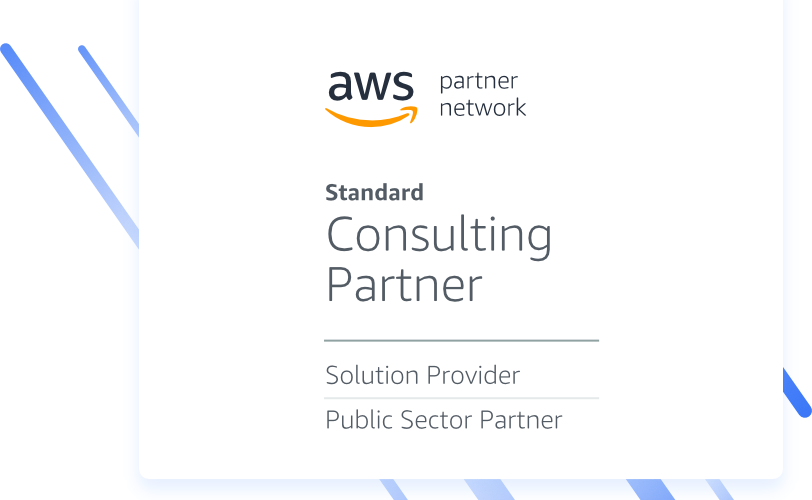 aws partner
network
Standard
Consulting
Partner
Solution Provider
Public Sector Partner